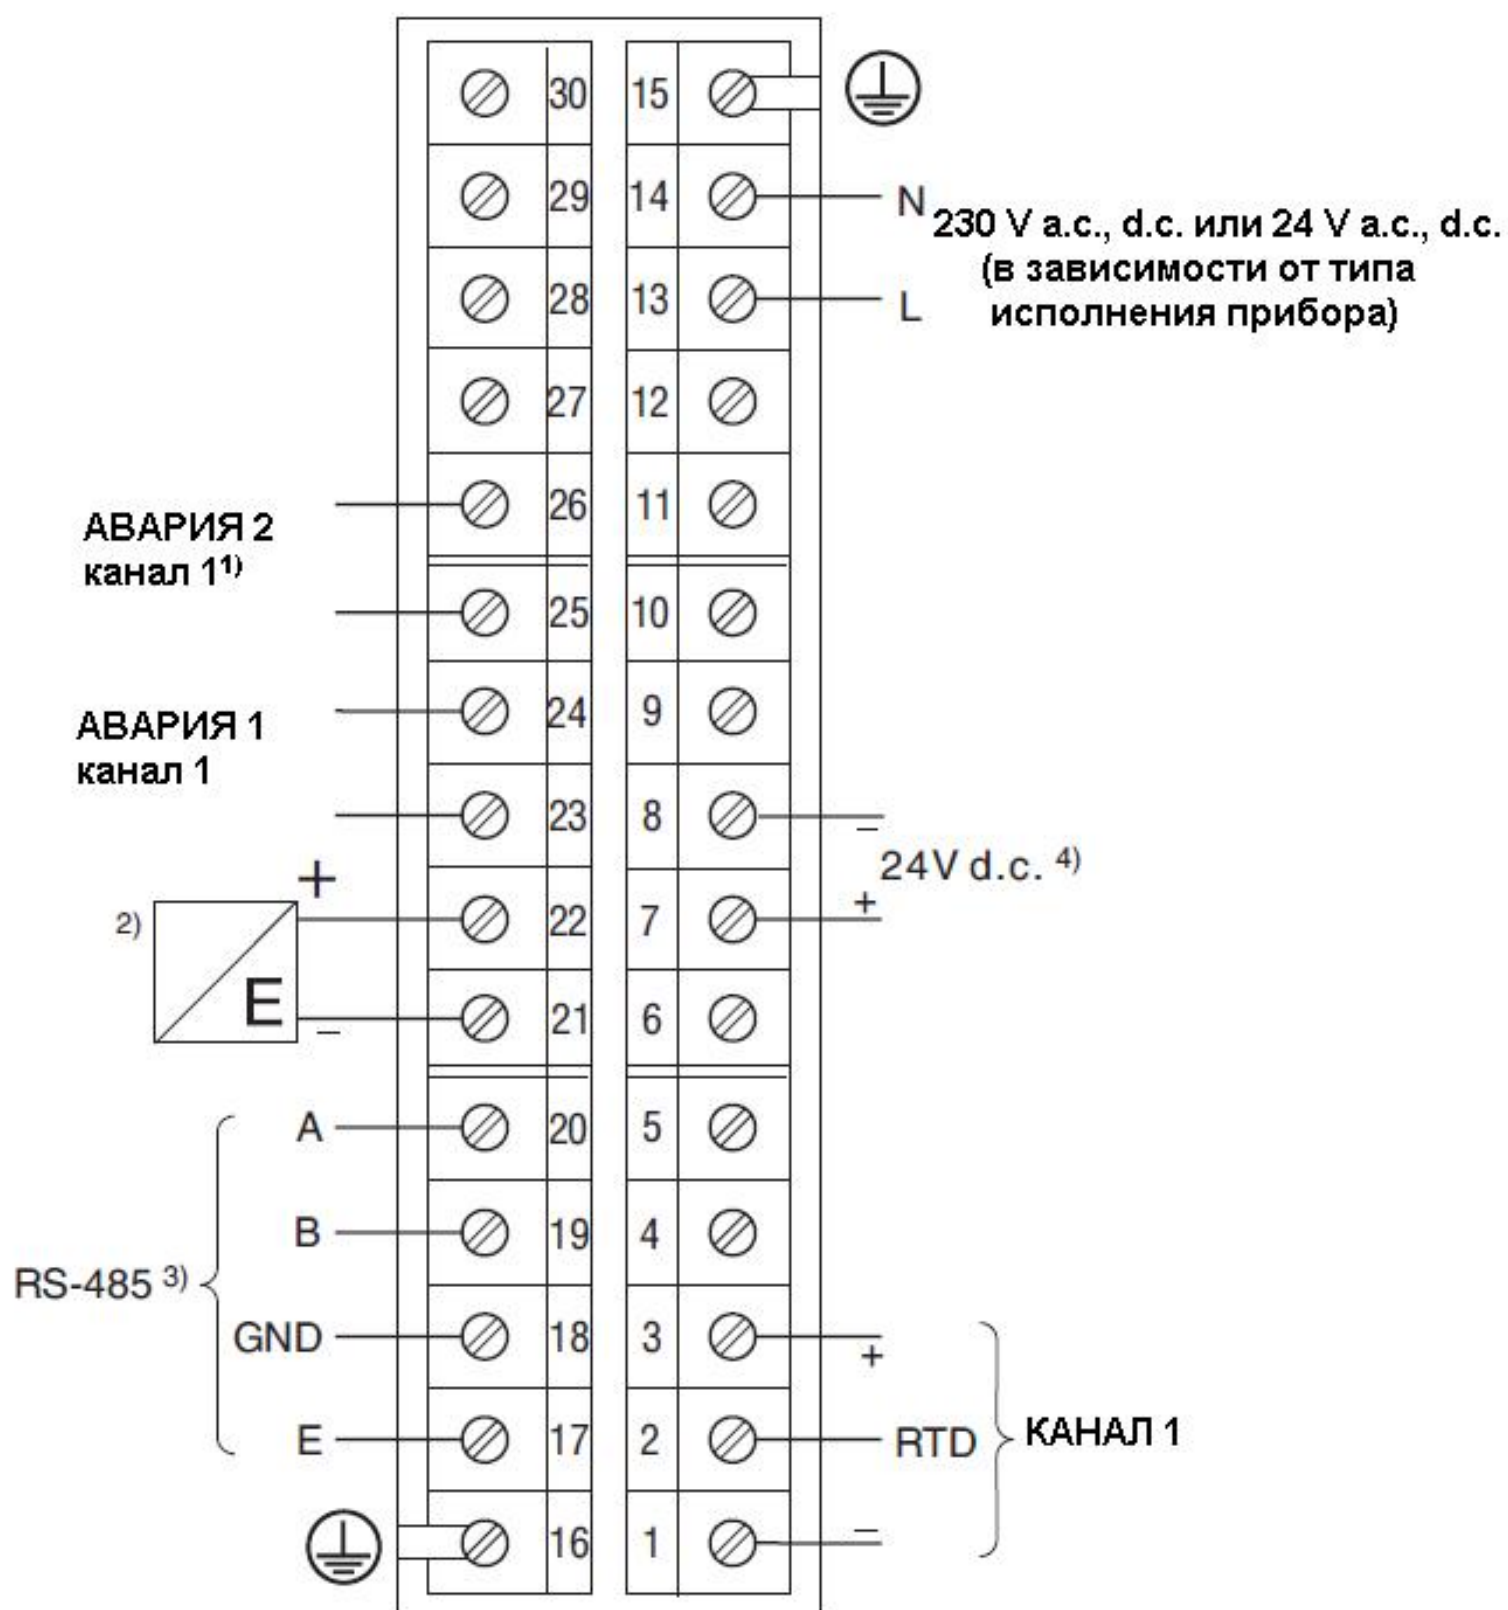 30 15
29 14 N
230 V a.c., d.c. или 24 V a.c., d.c.
(в зависимости от типа
исполнения прибора)
28 13 L
27 12
26 11
АВАРИЯ 2
канал 1¹⁾
25 10
24 9
АВАРИЯ 1
канал 1
23 8 –
24V d.c. ⁴⁾
+
22 7 +
2)
E
–
21 6
A 20 5
B 19 4
RS-485 ³⁾
GND 18 3 +
E 17 2 RTD
КАНАЛ 1
16 1 –